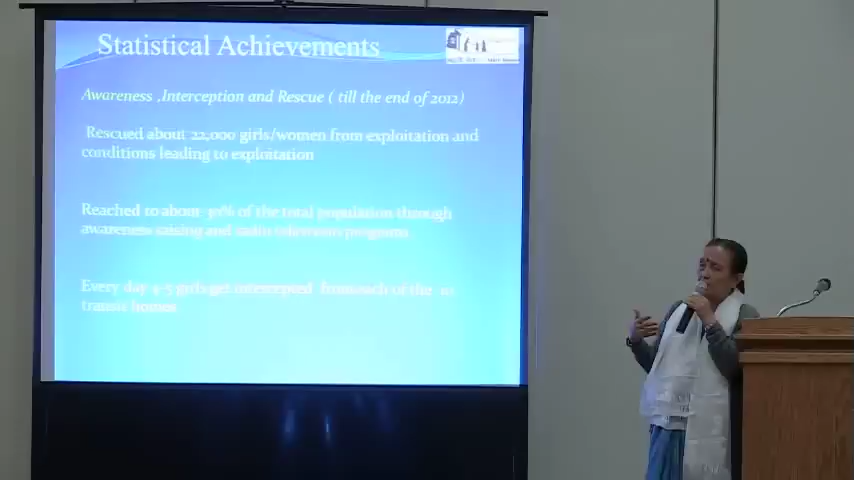 Statistical Achievements
Awareness ,Interception and Rescue ( till the end of 2012)
Rescued about 22,000 girls/women from exploitation and
conditions leading to exploitation
Reached to about of the total population through
awareness raising and radio television programs
Every day 4-5 girls get intercepted from each of the 10
transit homes